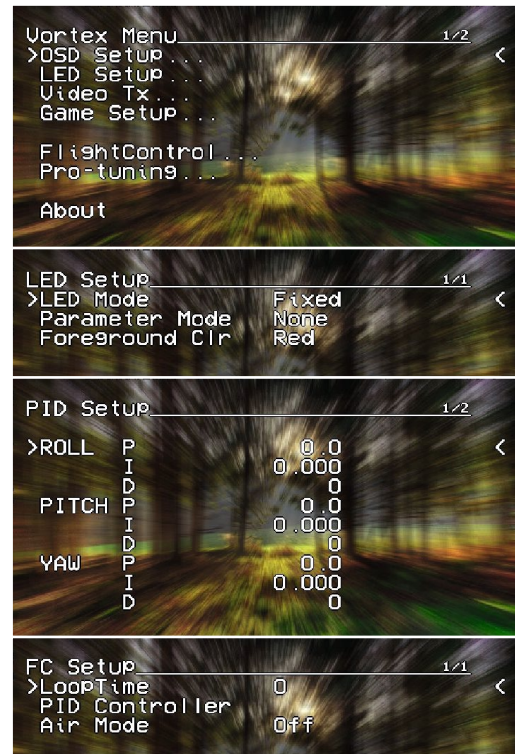 Vortex Menu 1/2
>OSD Setup... <
LED Setup...
Video Tx...
Game Setup...
FlightControl...
Pro-tuning...
About
LED Setup 1/1
>LED Mode Fixed <
Parameter Mode None
Foreground Clr Red
PID Setup 1/2
>ROLL P 0.0 <
I 0.000
D 0
PITCH P 0.0
I 0.000
D 0
YAW P 0.0
I 0.000
D 0
FC Setup 1/1
>LoopTime 0 <
PID Controller
Air Mode Off